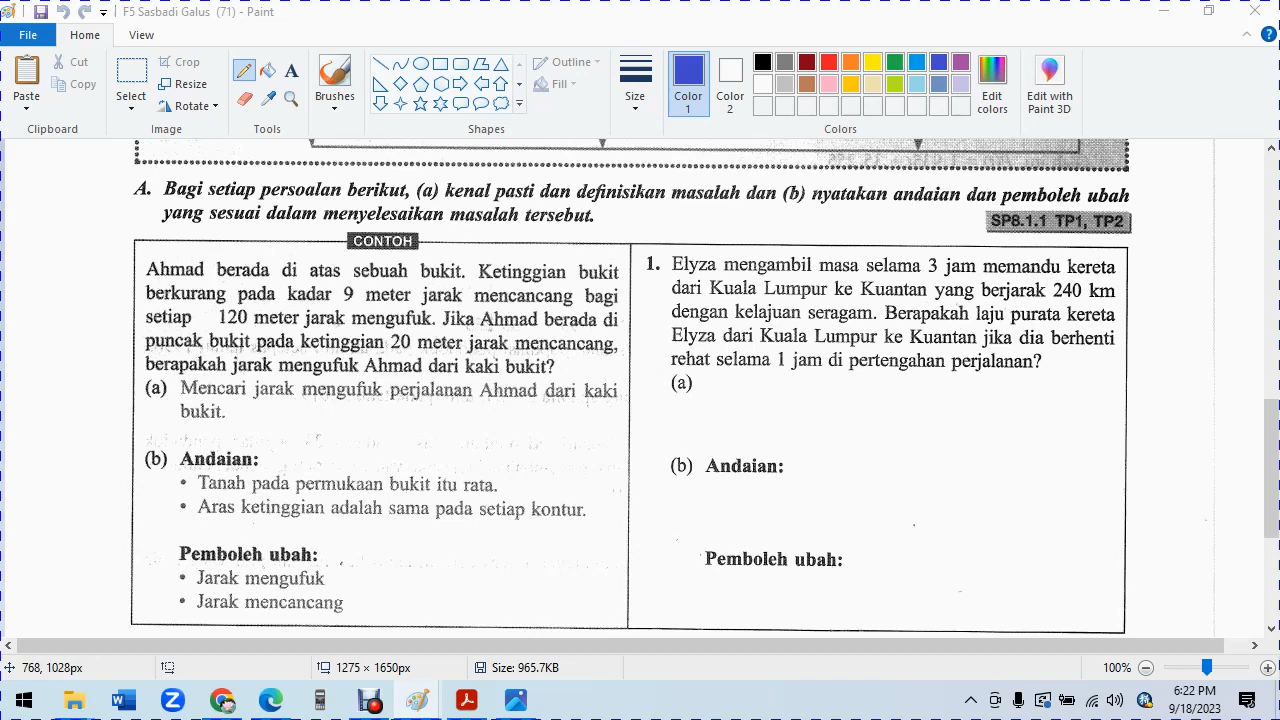 F5 Sasbadi Galus (71) - Paint
File Home View
Paste
Cut
Copy
Clipboard
Select
Crop
Resize
Rotate
Image
A
Tools
Brushes
Outline
Fill
Shapes
Size
Color 1
Color 2
Edit colors
Colors
Edit with Paint 3D
A. Bagi setiap persoalan berikut, (a) kenal pasti dan definisikan masalah dan (b) nyatakan andaian dan pemboleh ubah
yang sesuai dalam menyelesaikan masalah tersebut.
SP8.1.1 TP1, TP2
CONTOH
Ahmad berada di atas sebuah bukit. Ketinggian bukit
berkurang pada kadar 9 meter jarak mencancang bagi
setiap 120 meter jarak mengufuk. Jika Ahmad berada di
puncak bukit pada ketinggian 20 meter jarak mencancang,
berapakah jarak mengufuk Ahmad dari kaki bukit?
(a) Mencari jarak mengufuk perjalanan Ahmad dari kaki
bukit.
(b) Andaian:
• Tanah pada permukaan bukit itu rata.
• Aras ketinggian adalah sama pada setiap kontur.
Pemboleh ubah:
• Jarak mengufuk
• Jarak mencancang
1. Elyza mengambil masa selama 3 jam memandu kereta
dari Kuala Lumpur ke Kuantan yang berjarak 240 km
dengan kelajuan seragam. Berapakah laju purata kereta
Elyza dari Kuala Lumpur ke Kuantan jika dia berhenti
rehat selama 1 jam di pertengahan perjalanan?
(a)
(b) Andaian:
Pemboleh ubah:
768, 1028px
1275 × 1650px
Size: 965.7KB
100%
6:22 PM
9/18/2023